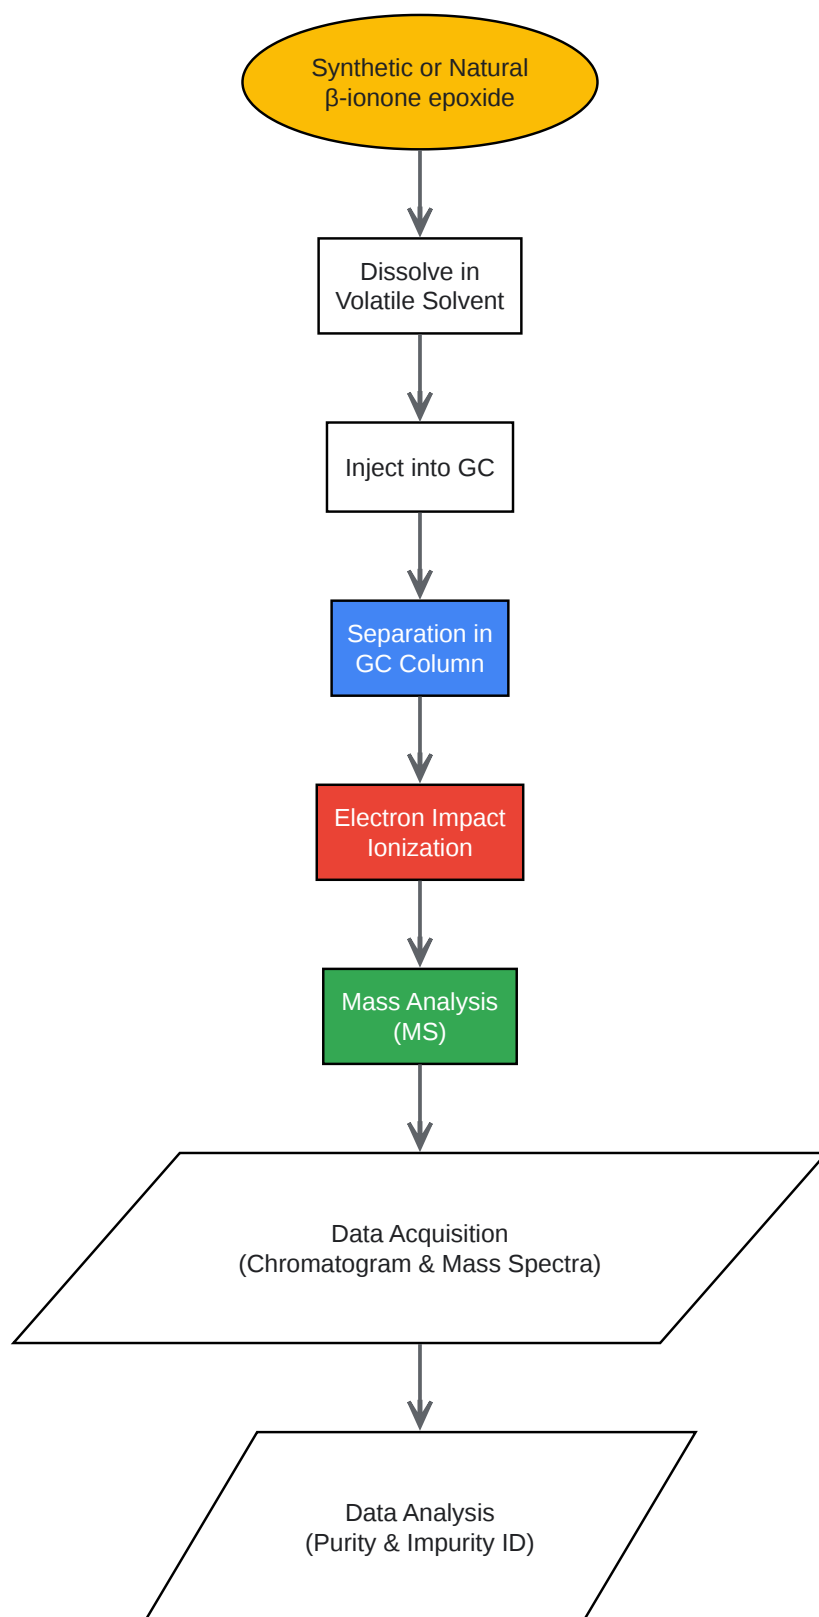 Synthetic or Natural
β-ionone epoxide
Dissolve in
Volatile Solvent
Inject into GC
Separation in
GC Column
Electron Impact
Ionization
Mass Analysis
(MS)
Data Acquisition
(Chromatogram & Mass Spectra)
Data Analysis
(Purity & Impurity ID)